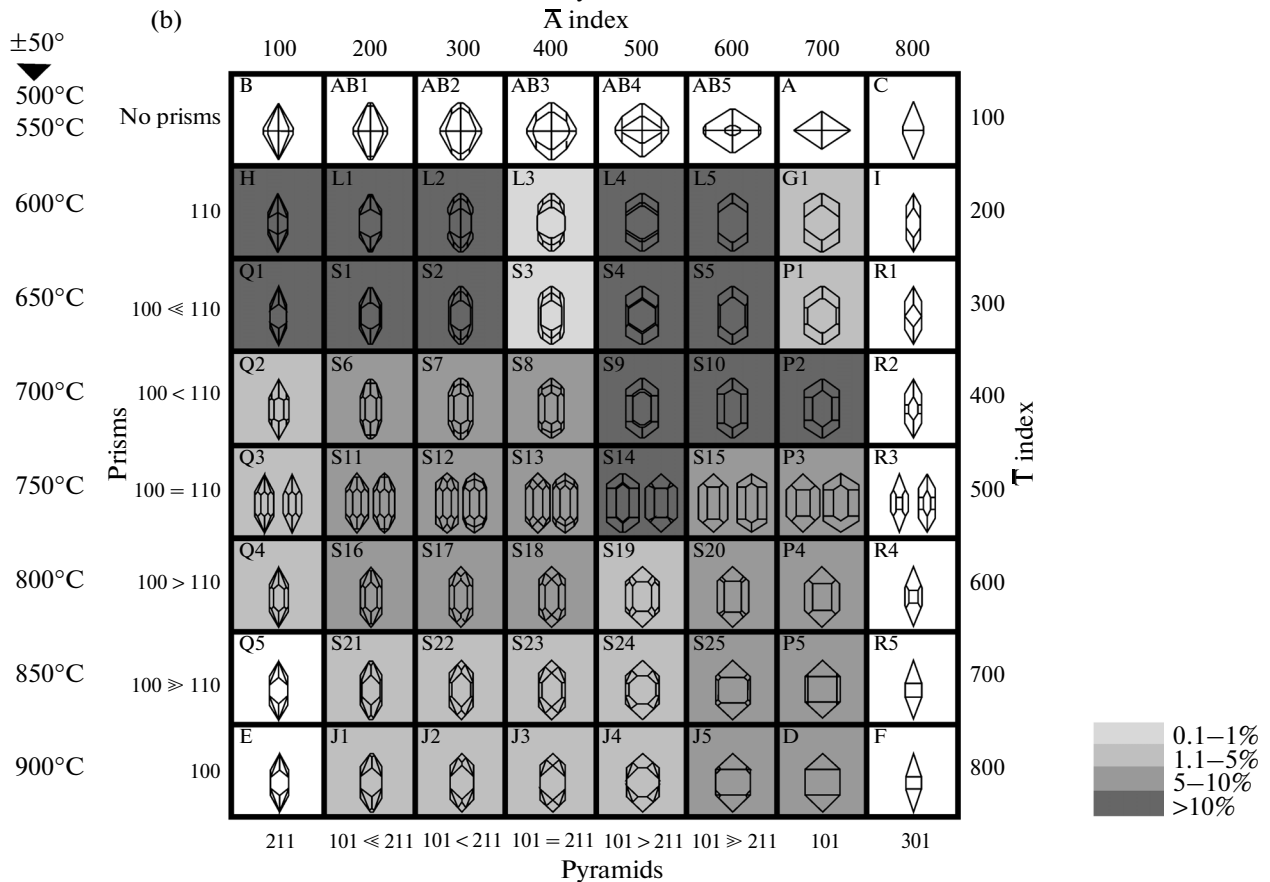 (b)
A̅ index
±50°
100 200 300 400 500 600 700 800
500°C
550°C
No prisms
B AB1 AB2 AB3 AB4 AB5 A C
100
600°C
110
H L1 L2 L3 L4 L5 G1 I
200
650°C
100 ≪ 110
Q1 S1 S2 S3 S4 S5 P1 R1
300
700°C
100 < 110
Q2 S6 S7 S8 S9 S10 P2 R2
400
Prisms
T̅ index
750°C
100 = 110
Q3 S11 S12 S13 S14 S15 P3 R3
500
800°C
100 > 110
Q4 S16 S17 S18 S19 S20 P4 R4
600
850°C
100 ⋙ 110
Q5 S21 S22 S23 S24 S25 P5 R5
700
900°C
100
E J1 J2 J3 J4 J5 D F
800
211 101 ≪ 211 101 < 211 101 = 211 101 > 211 101 ⋙ 211 101 301
Pyramids
0.1–1%
1.1–5%
5–10%
>10%